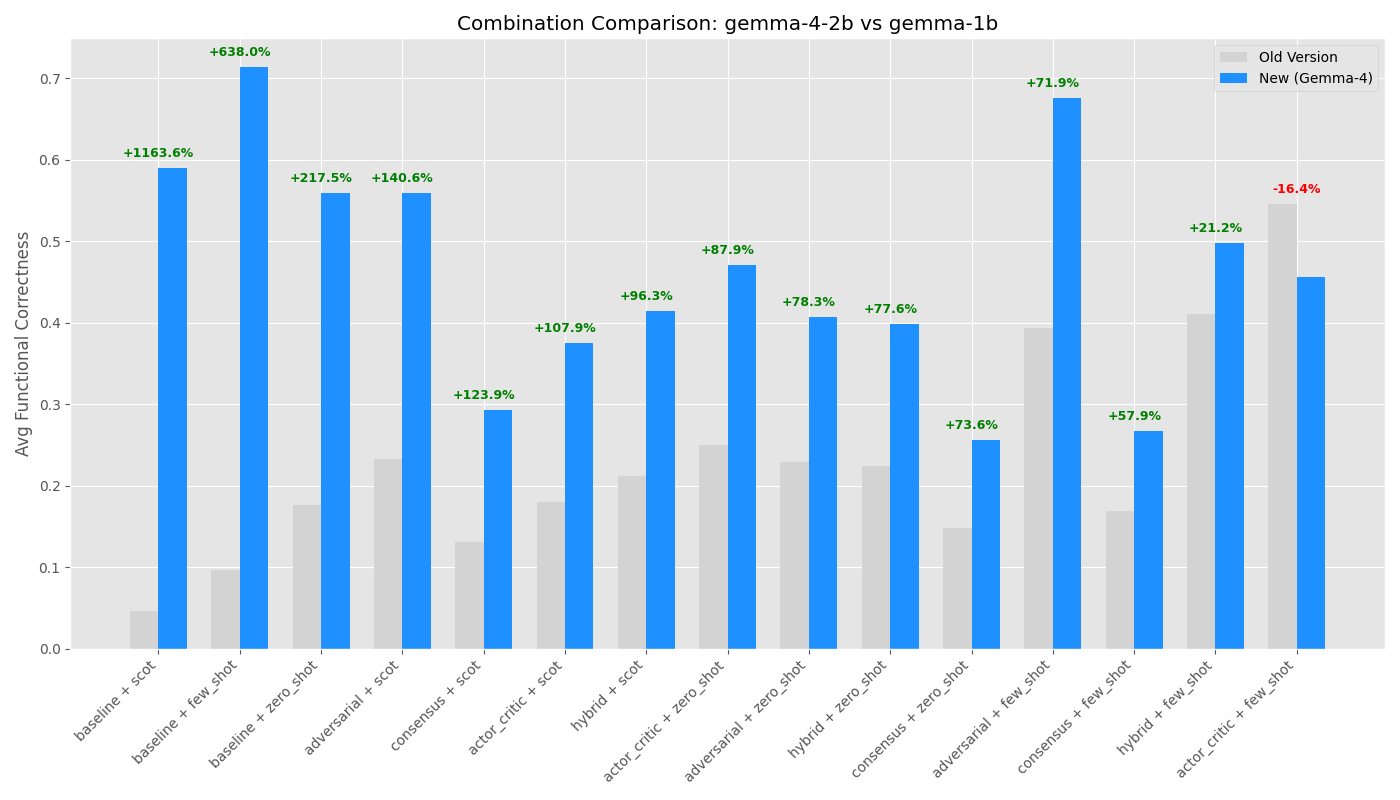 Combination Comparison: gemma-4-2b vs gemma-1b
Old Version
New (Gemma-4)
Avg Functional Correctness
0.7
0.6
0.5
0.4
0.3
0.2
0.1
0.0
+1163.6%
+638.0%
+217.5%
+140.6%
+123.9%
+107.9%
+96.3%
+87.9%
+78.3%
+77.6%
+73.6%
+71.9%
+57.9%
+21.2%
-16.4%
baseline + scot
baseline + few_shot
baseline + zero_shot
adversarial + scot
consensus + scot
actor_critic + scot
hybrid + scot
actor_critic + zero_shot
adversarial + zero_shot
hybrid + zero_shot
consensus + zero_shot
adversarial + few_shot
consensus + few_shot
hybrid + few_shot
actor_critic + few_shot